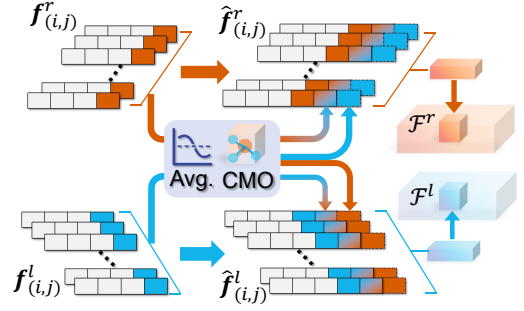 𝒇^r_(i,j)
𝒇̂^r_(i,j)
ℱ^r
Avg. CMO
ℱ^l
𝒇^l_(i,j)
𝒇̂^l_(i,j)